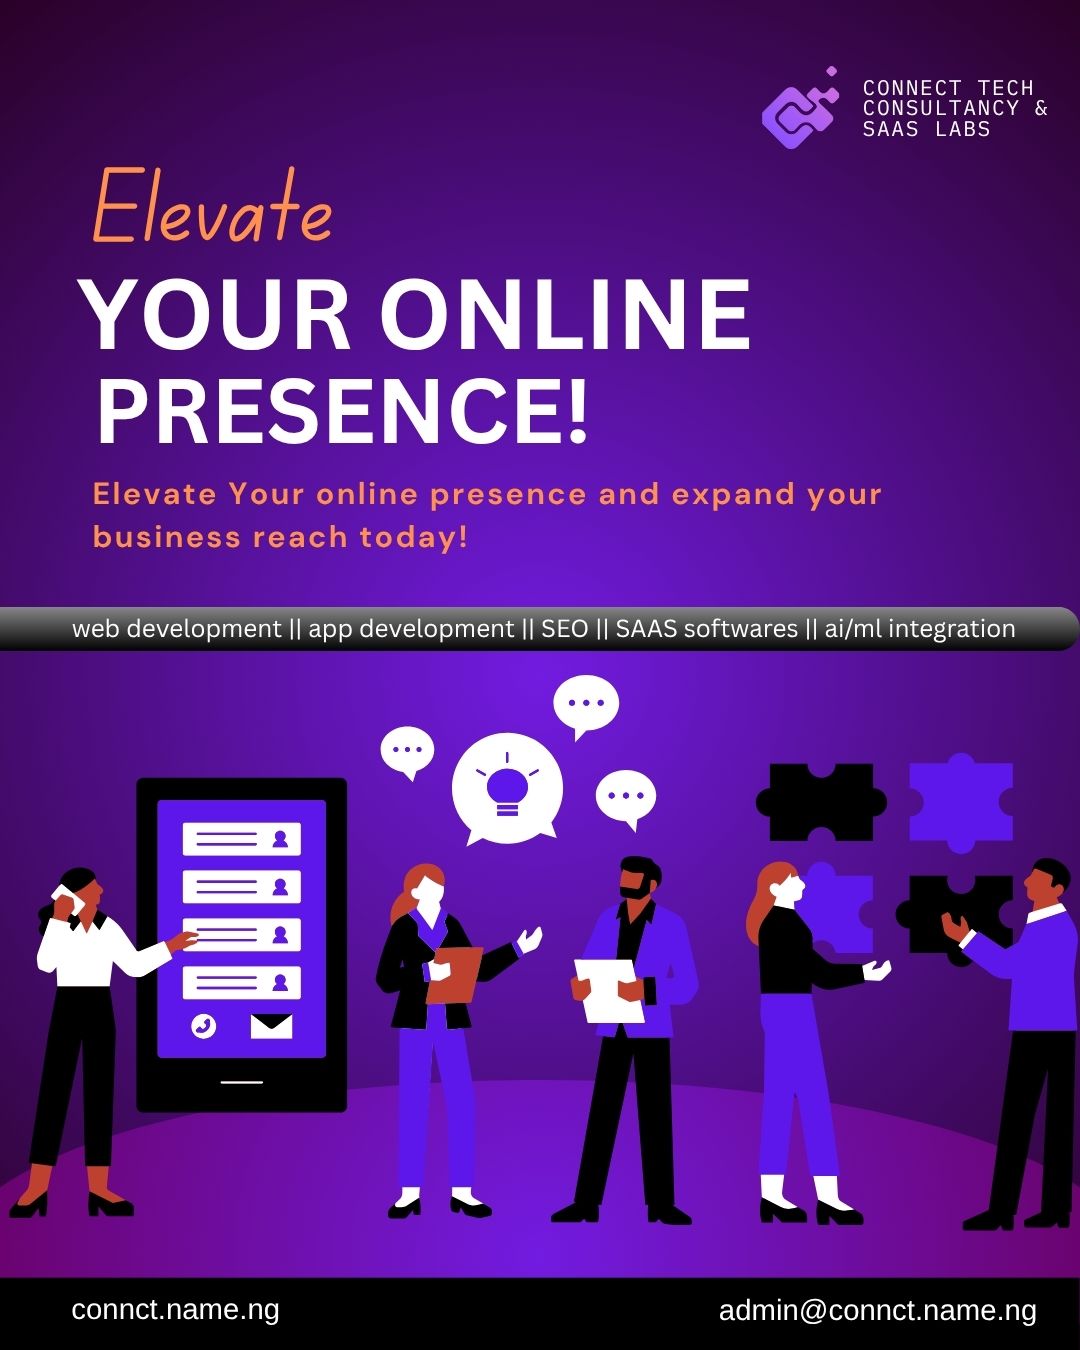 CONNECT TECH
CONSULTANCY &
SAAS LABS
Elevate
YOUR ONLINE
PRESENCE!
Elevate Your online presence and expand your
business reach today!
web development || app development || SEO || SAAS softwares || ai/ml integration
connct.name.ng
admin@connct.name.ng